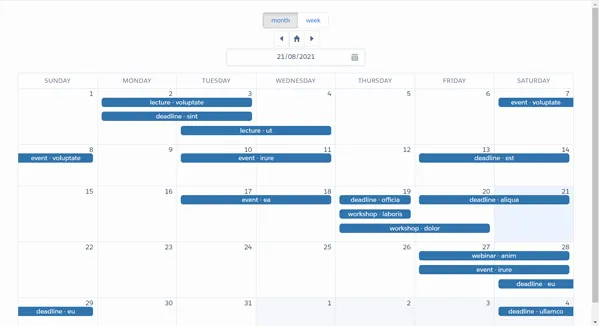 month week
21/08/2021
SUNDAY MONDAY TUESDAY WEDNESDAY THURSDAY FRIDAY SATURDAY
1 2 3 4 5 6 7
lecture - voluptate event - voluptate
deadline - sint
lecture - ut
8 9 10 11 12 13 14
event - voluptate event - irure deadline - est
15 16 17 18 19 20 21
event - ea deadline - officia deadline - aliqua
workshop - laboris
workshop - dolor
22 23 24 25 26 27 28
webinar - anim
event - irure
deadline - eu
29 30 31 1 2 3 4
deadline - eu deadline - ullamco